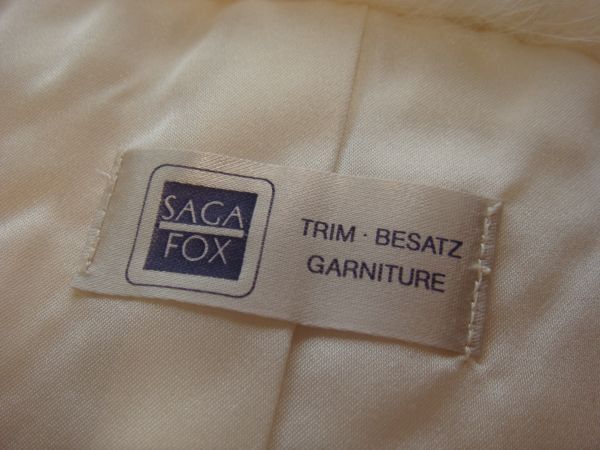 SAGA
FOX
TRIM · BESATZ
GARNITURE